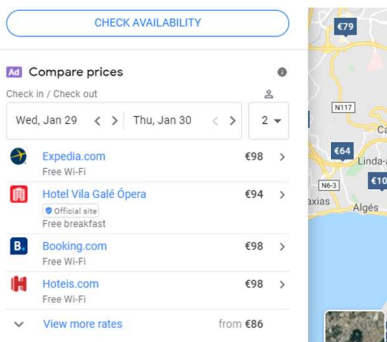 CHECK AVAILABILITY
Ad Compare prices
Check in / Check out
Wed, Jan 29 Thu, Jan 30 2
Expedia.com €98
Free Wi-Fi
Hotel Vila Galé Ópera €94
Official site
Free breakfast
B. Booking.com €98
Free Wi-Fi
H Hoteis.com €98
Free Wi-Fi
View more rates from €86
€79
N117
€64
Linda-
N6-3
€10
axias
Algés